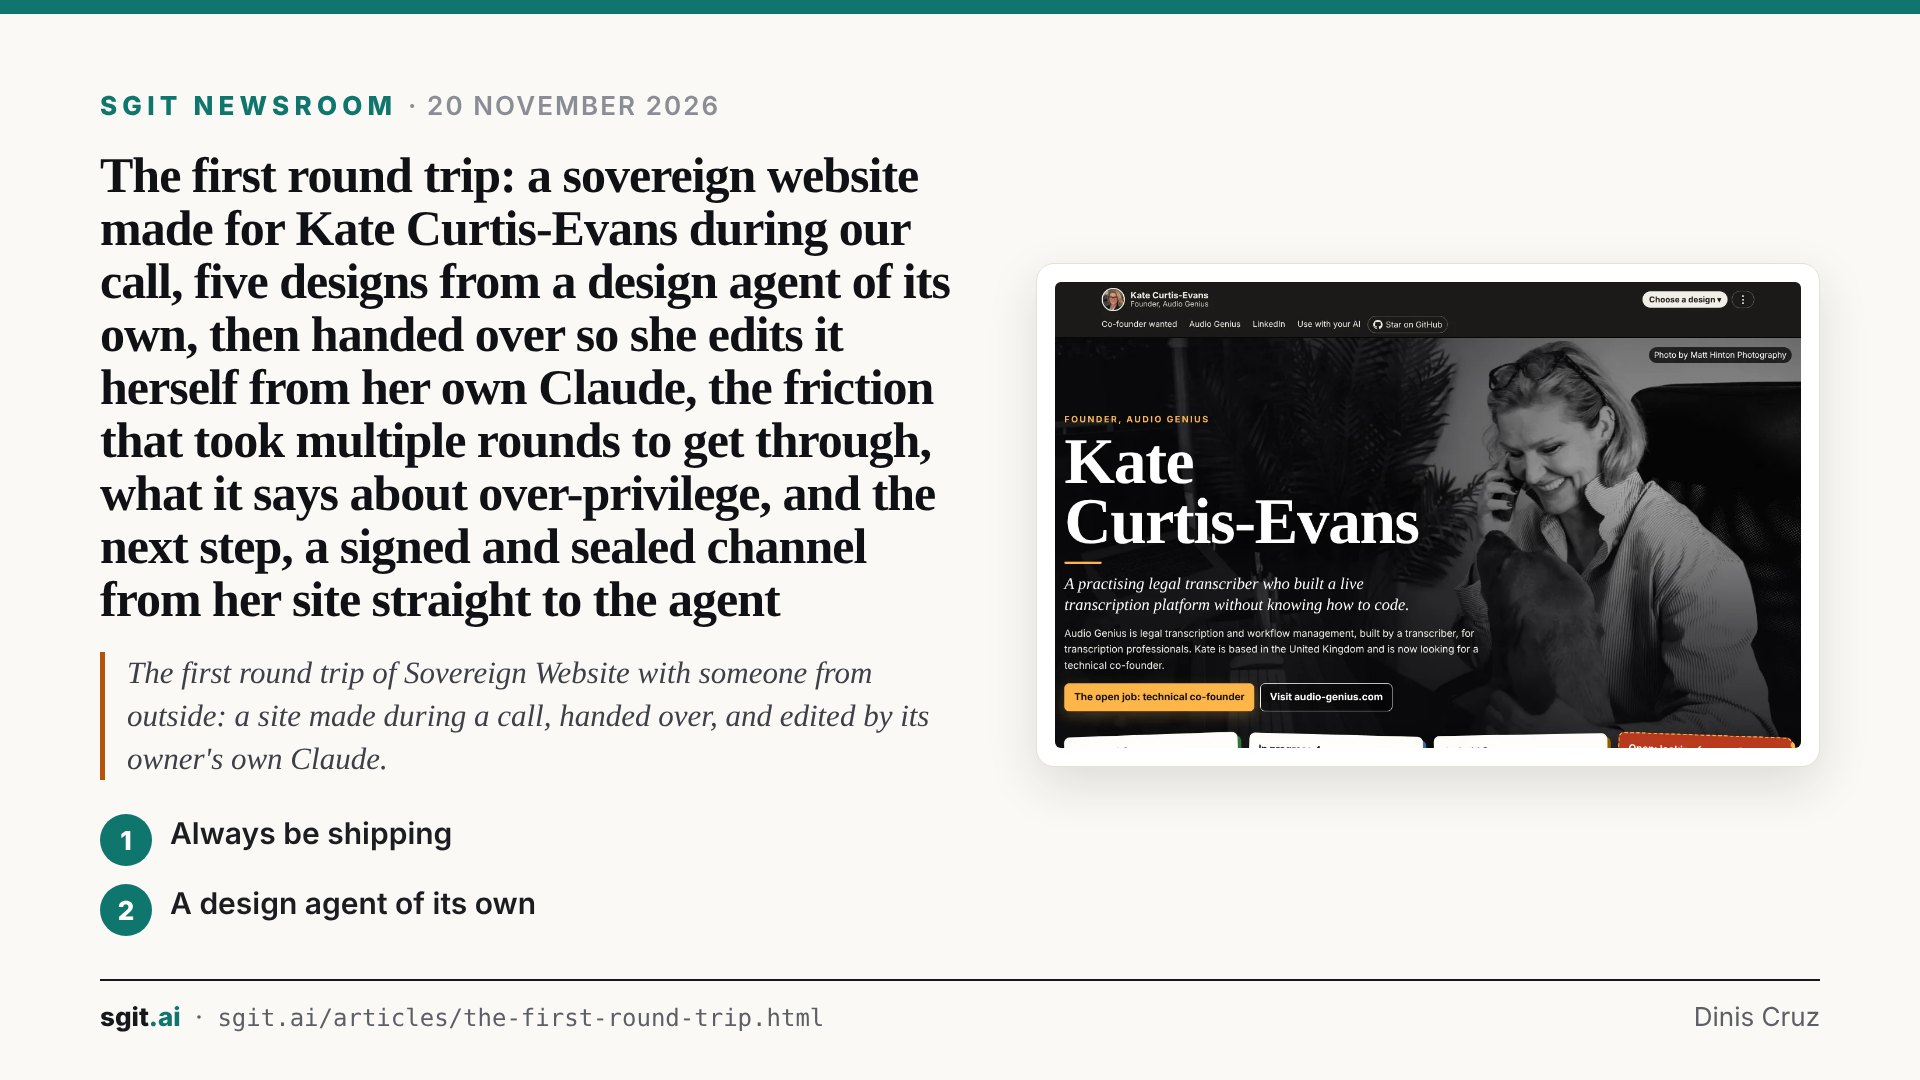 SGIT NEWSROOM · 20 NOVEMBER 2026
The first round trip: a sovereign website
made for Kate Curtis-Evans during our
call, five designs from a design agent of its
own, then handed over so she edits it
herself from her own Claude, the friction
that took multiple rounds to get through,
what it says about over-privilege, and the
next step, a signed and sealed channel
from her site straight to the agent
The first round trip of Sovereign Website with someone from
outside: a site made during a call, handed over, and edited by its
owner's own Claude.
1 Always be shipping
2 A design agent of its own
Kate Curtis-Evans
Founder, Audio Genius
Choose a design ▾
Co-founder wanted Audio Genius LinkedIn Use with your AI Star on GitHub
Photo by Matt Hinton Photography
FOUNDER, AUDIO GENIUS
Kate
Curtis-Evans
A practising legal transcriber who built a live
transcription platform without knowing how to code.
Audio Genius is legal transcription and workflow management, built by a transcriber, for
transcription professionals. Kate is based in the United Kingdom and is now looking for a
technical co-founder.
The open job: technical co-founder Visit audio-genius.com
sgit.ai · sgit.ai/articles/the-first-round-trip.html
Dinis Cruz